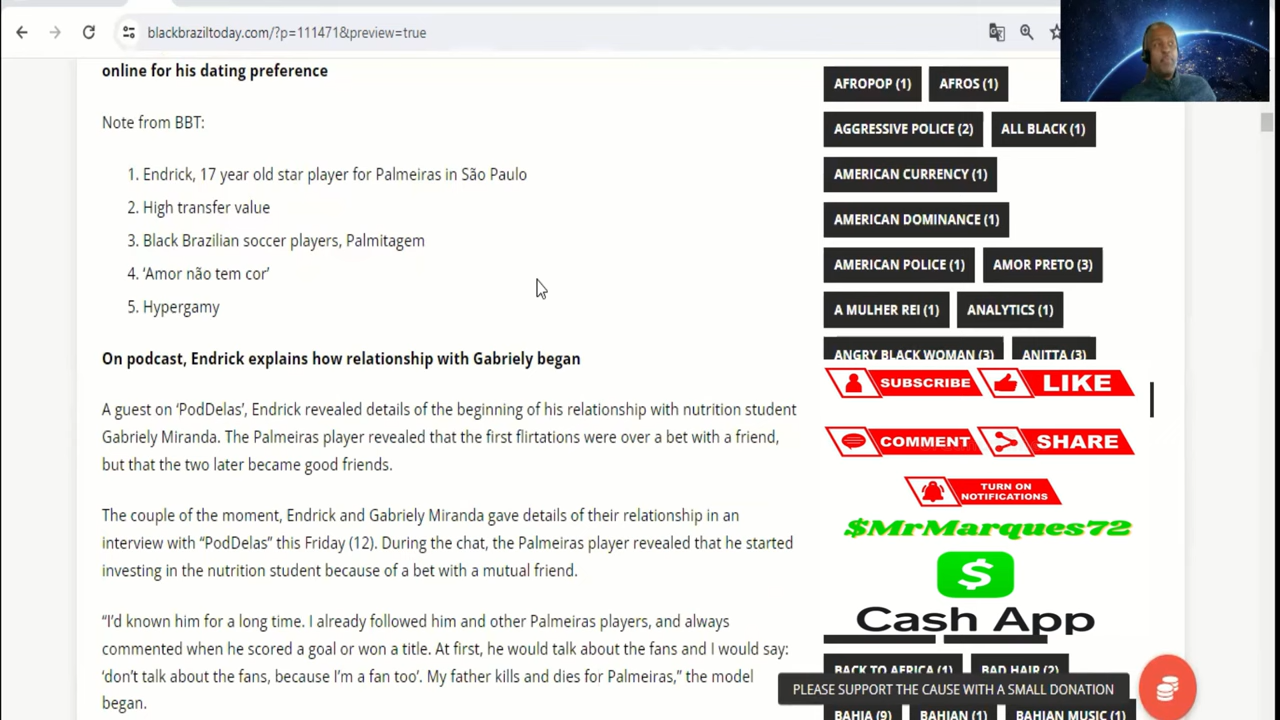 blackbraziltoday.com/?p=111471&preview=true
online for his dating preference
Note from BBT:
1. Endrick, 17 year old star player for Palmeiras in São Paulo
2. High transfer value
3. Black Brazilian soccer players, Palmitagem
4. ‘Amor não tem cor’
5. Hypergamy
On podcast, Endrick explains how relationship with Gabriely began
A guest on ‘PodDelas’, Endrick revealed details of the beginning of his relationship with nutrition student
Gabriely Miranda. The Palmeiras player revealed that the first flirtations were over a bet with a friend,
but that the two later became good friends.
The couple of the moment, Endrick and Gabriely Miranda gave details of their relationship in an
interview with “PodDelas” this Friday (12). During the chat, the Palmeiras player revealed that he started
investing in the nutrition student because of a bet with a mutual friend.
“I’d known him for a long time. I already followed him and other Palmeiras players, and always
commented when he scored a goal or won a title. At first, he would talk about the fans and I would say:
‘don’t talk about the fans, because I’m a fan too’. My father kills and dies for Palmeiras,” the model
began.
AFROPOP (1) AFROS (1)
AGGRESSIVE POLICE (2) ALL BLACK (1)
AMERICAN CURRENCY (1)
AMERICAN DOMINANCE (1)
AMERICAN POLICE (1) AMOR PRETO (3)
A MULHER REI (1) ANALYTICS (1)
ANGRY BLACK WOMAN (3) ANITTA (3)
SUBSCRIBE LIKE
COMMENT SHARE
TURN ON
NOTIFICATIONS
$MrMarques72
$
Cash App
BACK TO AFRICA (1) BAD HAIR (2)
PLEASE SUPPORT THE CAUSE WITH A SMALL DONATION
BAHIA (9) BAHIAN (1) BAHIAN MUSIC (1)